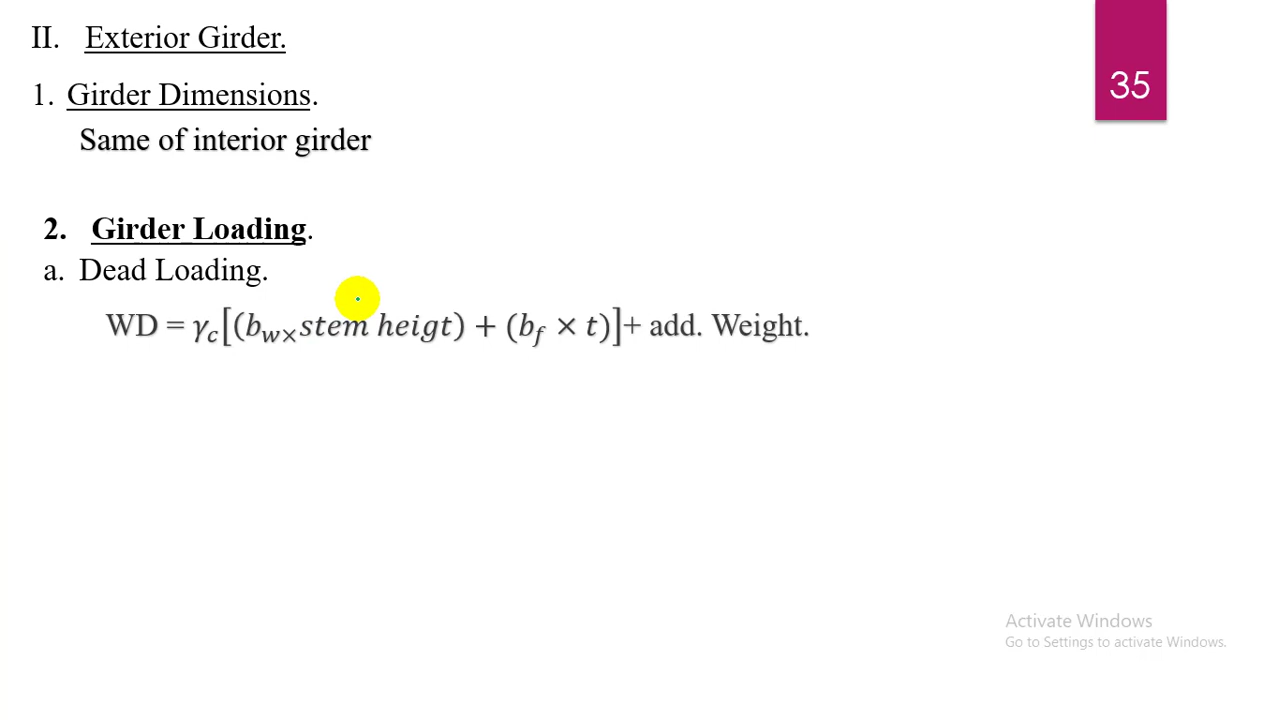 II. Exterior Girder.
35
1. Girder Dimensions.
Same of interior girder
2. Girder Loading.
a. Dead Loading.
WD = γc[(bw×stem heigt) + (bf × t)]+ add. Weight.
Activate Windows
Go to Settings to activate Windows.